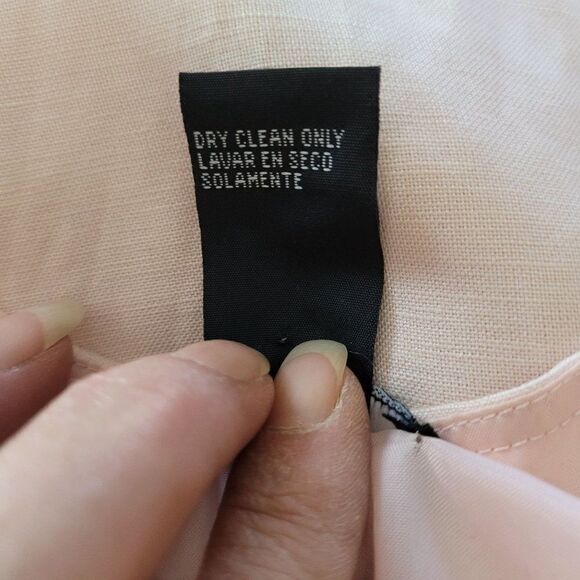 DRY CLEAN ONLY
LAVAR EN SECO
SOLAMENTE